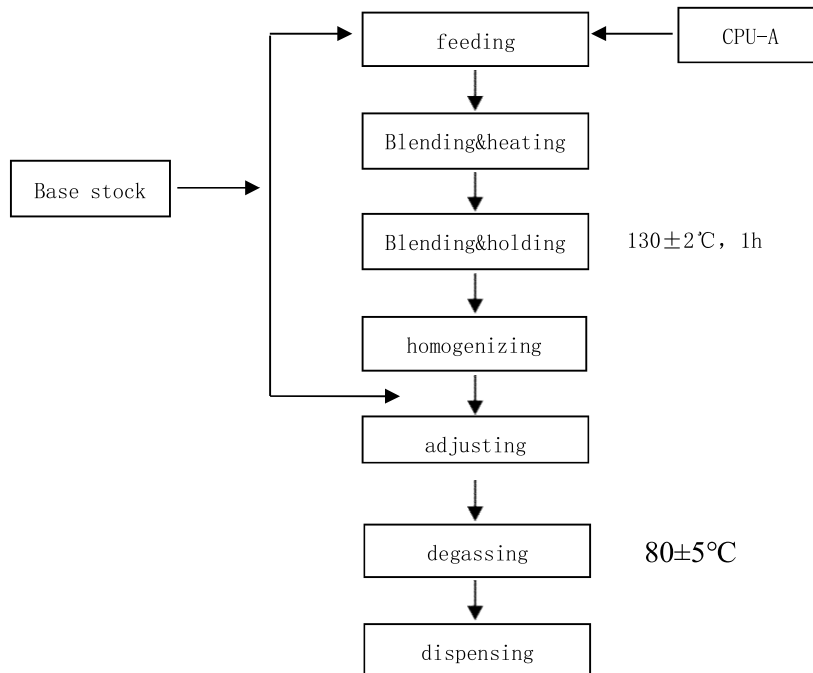 feeding
CPU-A
Blending&heating
Base stock
Blending&holding
130±2℃, 1h
homogenizing
adjusting
degassing
80±5°C
dispensing